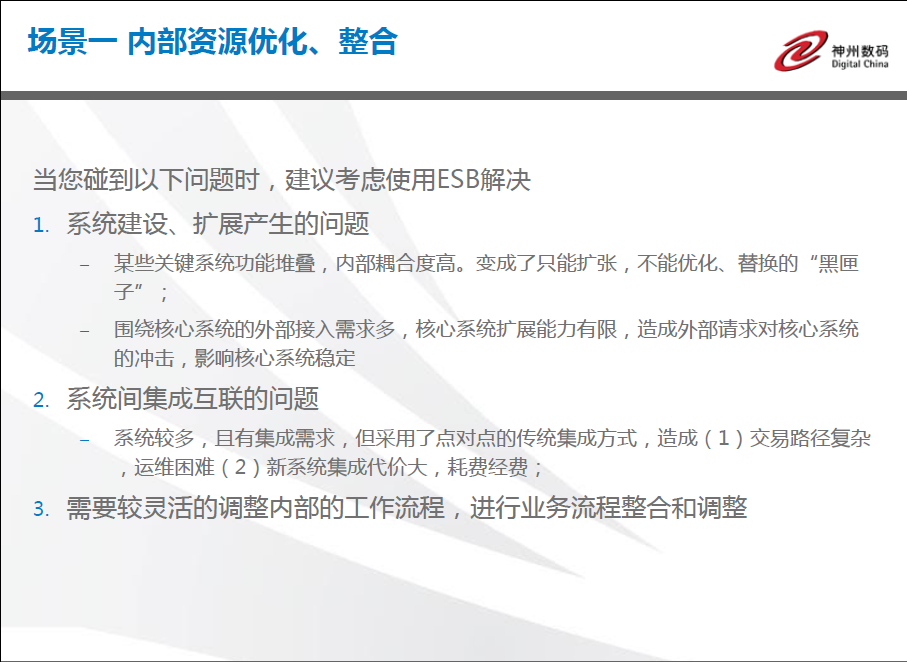 场景一 内部资源优化、整合
神州数码
Digital China
当您碰到以下问题时，建议考虑使用ESB解决
1. 系统建设、扩展产生的问题
– 某些关键系统功能堆叠，内部耦合度高。变成了只能扩张，不能优化、替换的“黑匣
子”；
– 围绕核心系统的外部接入需求多，核心系统扩展能力有限，造成外部请求对核心系统
的冲击，影响核心系统稳定
2. 系统间集成互联的问题
– 系统较多，且有集成需求，但采用了点对点的传统集成方式，造成（1）交易路径复杂
，运维困难（2）新系统集成代价大，耗费经费；
3. 需要较灵活的调整内部的工作流程，进行业务流程整合和调整